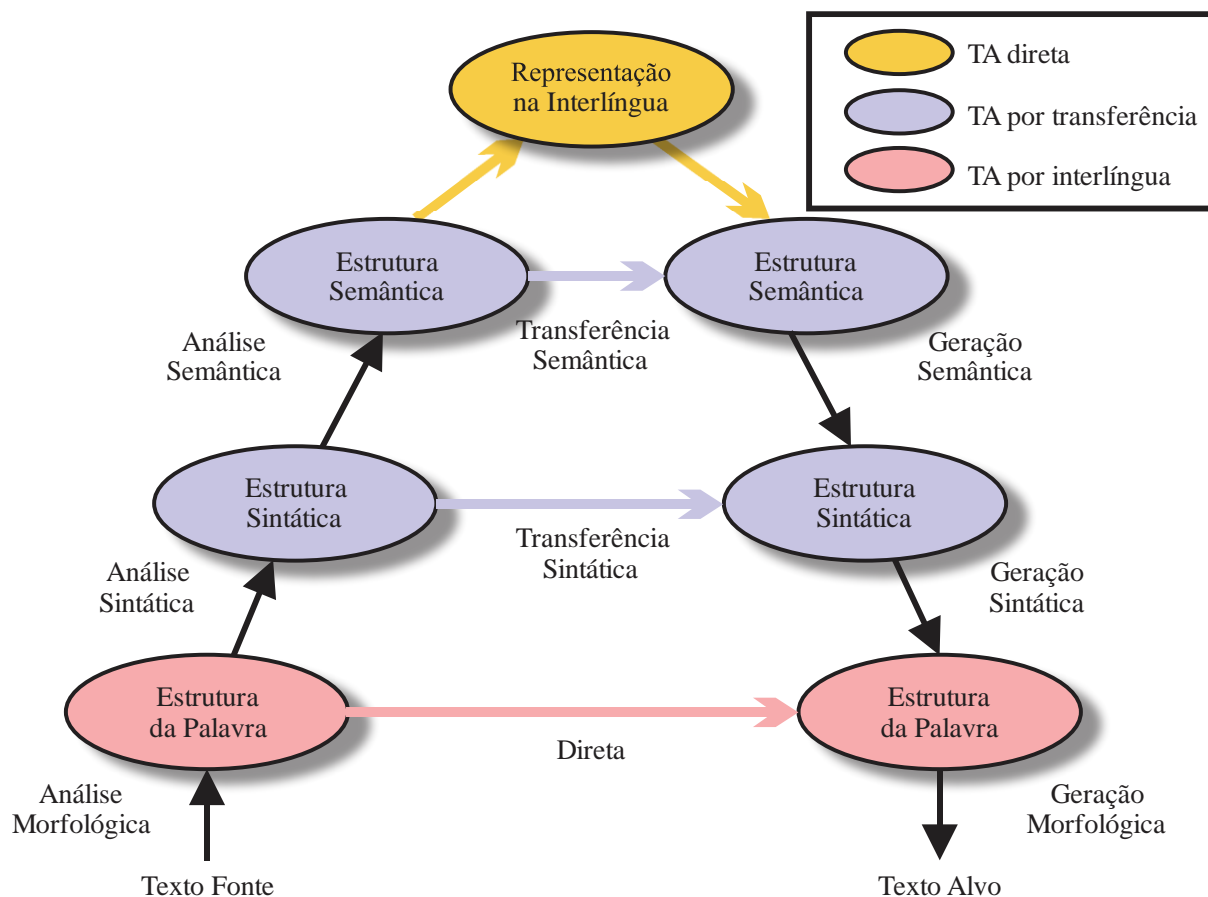 TA direta
TA por transferência
TA por interlíngua
Representação
na Interlíngua
Estrutura
Semântica
Estrutura
Semântica
Transferência
Semântica
Análise
Semântica
Geração
Semântica
Estrutura
Sintática
Estrutura
Sintática
Transferência
Sintática
Análise
Sintática
Geração
Sintática
Estrutura
da Palavra
Estrutura
da Palavra
Direta
Análise
Morfológica
Geração
Morfológica
Texto Fonte
Texto Alvo